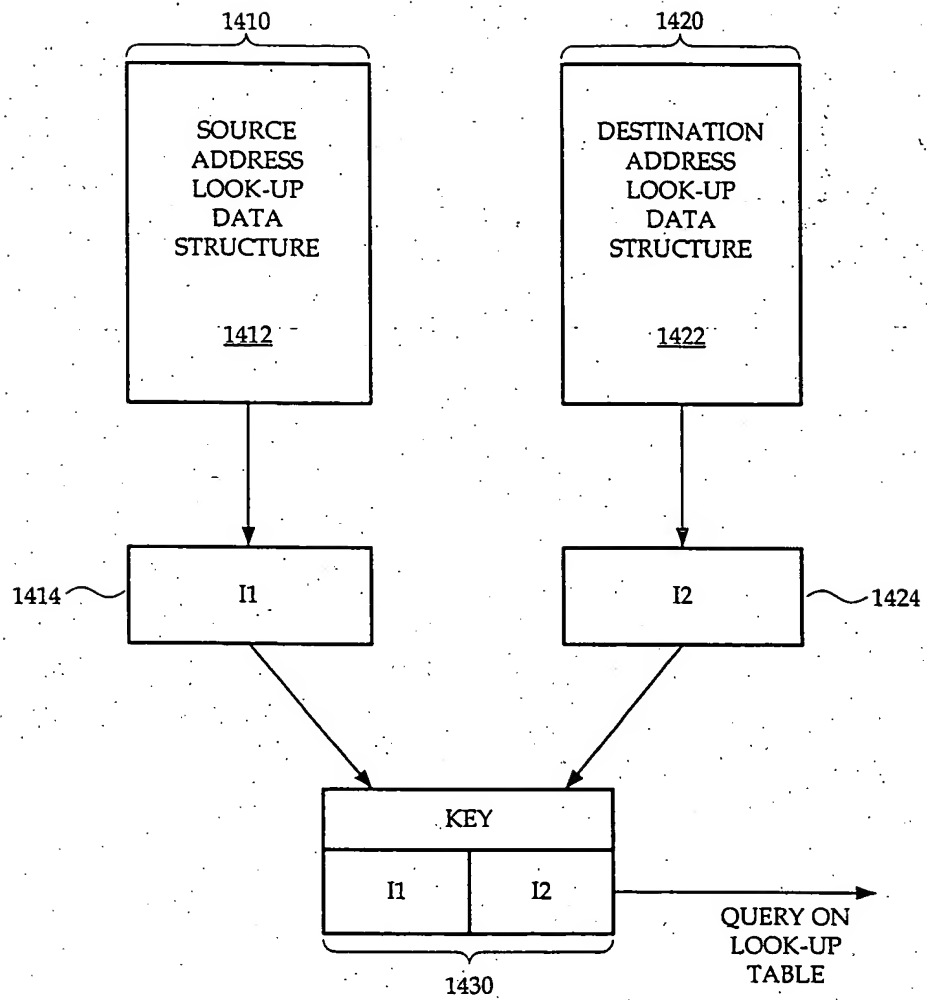 1410
1420
SOURCE
ADDRESS
LOOK-UP
DATA
STRUCTURE
1412
DESTINATION
ADDRESS
LOOK-UP
DATA
STRUCTURE
1422
1414
I1
I2
1424
KEY
I1
I2
QUERY ON
LOOK-UP
TABLE
1430